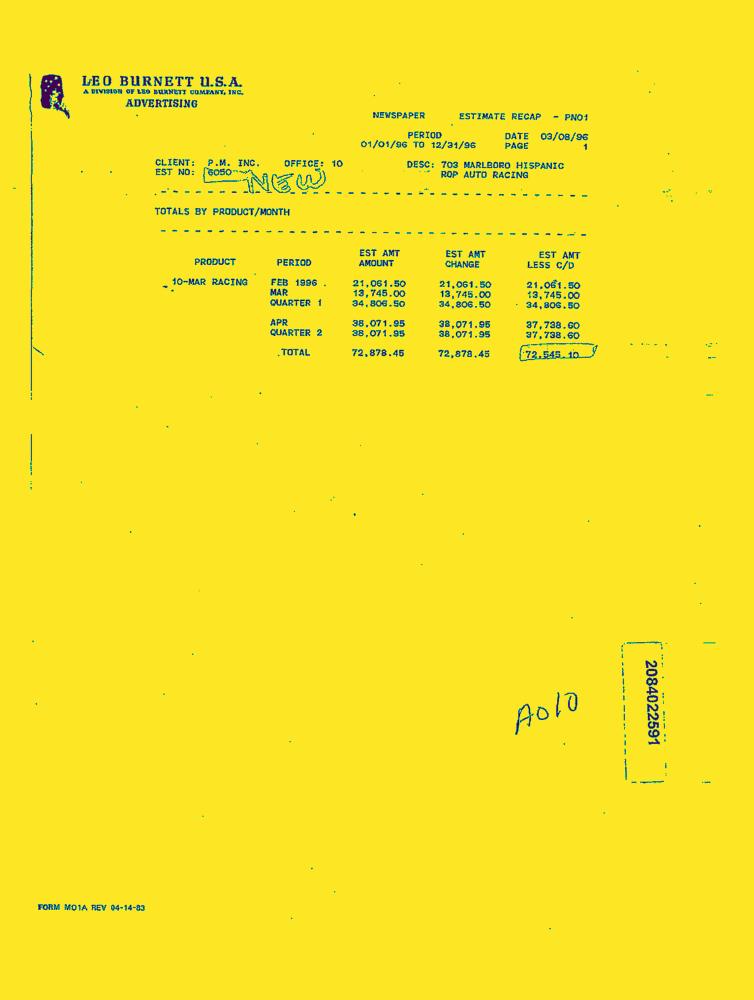 LEO BURNETT U.S.A.
A DIVISION OF LEO BURNETT COMPANY, INC.
ADVERTISING
NEWSPAPER ESTIMATE RECAP - PNO1
PERIOD DATE 03/08/96
01/01/96 TO 12/31/96 PAGE 1
CLIENT: P.M. INC. OFFICE: 10 DESC: 703 MARLBORO HISPANIC
EST NO: 6050 NEW ROP AUTO RACING
TOTALS BY PRODUCT/MONTH
EST AMT EST AMT EST AMT
PRODUCT PERIOD AMOUNT CHANGE LESS C/D
10-MAR RACING FEB 1996 21,061.50 21,061.50 21,061.50
MAR 13,745.00 13,745.00 13,745.00
QUARTER 1 34,806.50 34,806.50 34,806.50
APR 38,071.95 38,071.95 37,738.60
QUARTER 2 38,071.95 38,071.95 37,738.60
TOTAL 72,878.45 72,878.45 72,545.10
A010
2084022591
FORM MO1A REV 04-14-83